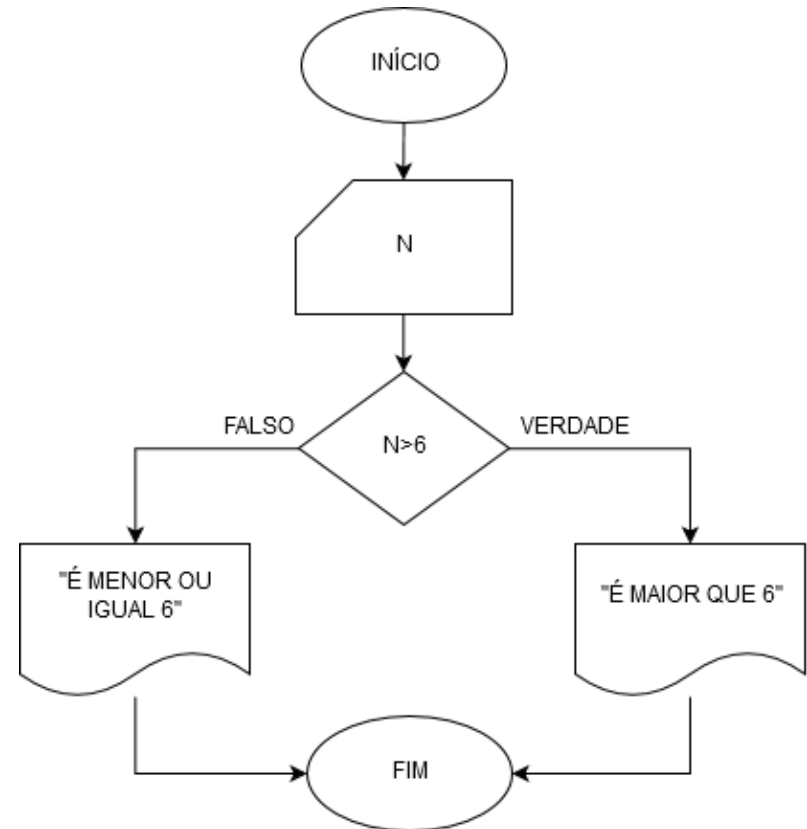 INÍCIO
N
FALSO
N>6
VERDADE
"É MENOR OU
IGUAL 6"
"É MAIOR QUE 6"
FIM